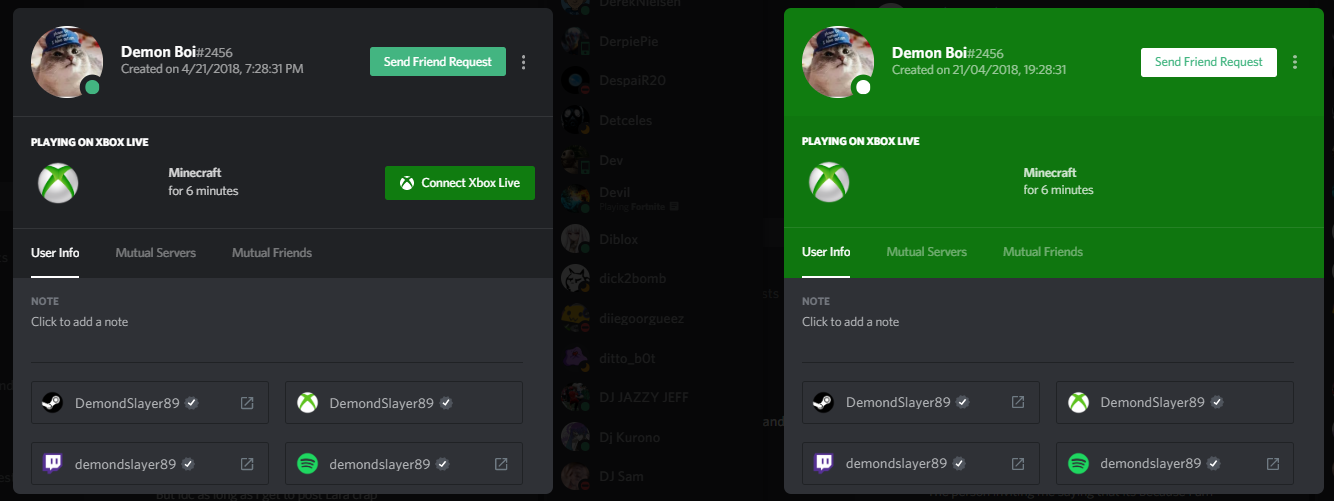 Demon Boi#2456
Created on 4/21/2018, 7:28:31 PM
Send Friend Request
PLAYING ON XBOX LIVE
Minecraft
for 6 minutes
Connect Xbox Live
User Info Mutual Servers Mutual Friends
NOTE
Click to add a note
DemondSlayer89 DemondSlayer89
demondslayer89 demondslayer89
DerekNielsen
DerpiePie
DespaiR20
Detceles
Dev
Devil
Playing Fortnite
Diblox
dick2bomb
diiegoorgueez
ditto_b0t
DJ JAZZY JEFF
Dj Kurono
DJ Sam
Demon Boi#2456
Created on 21/04/2018, 19:28:31
Send Friend Request
PLAYING ON XBOX LIVE
Minecraft
for 6 minutes
User Info Mutual Servers Mutual Friends
NOTE
Click to add a note
DemondSlayer89 DemondSlayer89
demondslayer89 demondslayer89